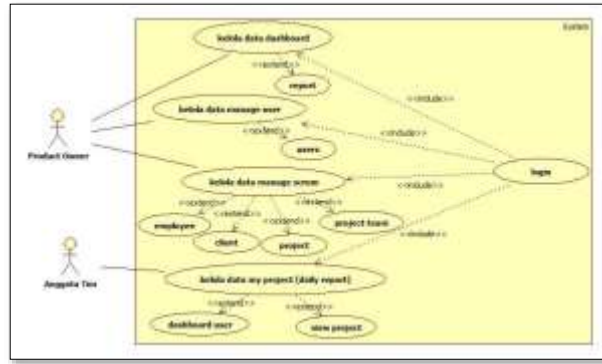 System
kelola data dashboard
<<extend>>
report
<<include>>
kelola data manage user
<<extend>>
<<include>>
users
Product Owner
login
kelola data manage scrum
<<include>>
<<extend>>
<<extend>>
<<extend>>
<<extend>>
employee
project team
client
project
<<include>>
Anggota Tim
kelola data my project (daily report)
<<extend>>
<<extend>>
dashboard user
view project